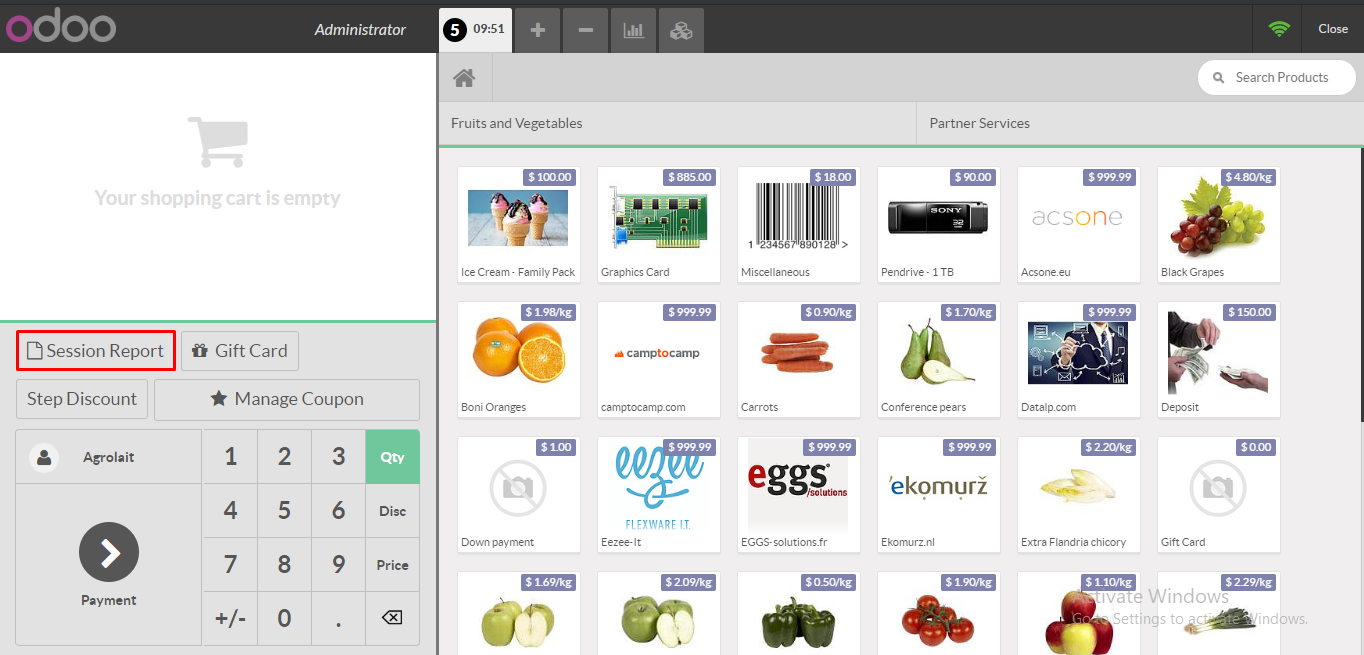 odoo
Administrator
5 09:51
Close
Search Products
Fruits and Vegetables
Partner Services
Your shopping cart is empty
Session Report
Gift Card
Step Discount
Manage Coupon
Agrolait
1 2 3 Qty
4 5 6 Disc
7 8 9 Price
+/- 0 .
Payment
$ 100.00
Ice Cream - Family Pack
$ 885.00
Graphics Card
$ 18.00
1 234567 890128 >
Miscellaneous
$ 90.00
SONY
32
Pendrive - 1 TB
$ 999.99
acsone
Acsone.eu
$ 4.80/kg
Black Grapes
$ 1.98/kg
Boni Oranges
$ 999.99
camptocamp
camptocamp.com
$ 0.90/kg
Carrots
$ 1.70/kg
Conference pears
$ 999.99
Datalp.com
$ 150.00
Deposit
$ 1.00
Down payment
$ 999.99
eezee
FLEXWARE I.T.
Eezee-It
$ 999.99
eggs
/solutions
EGGS-solutions.fr
$ 999.99
'ekomurž
Ekomurz.nl
$ 2.20/kg
Extra Flandria chicory
$ 0.00
Gift Card
$ 1.69/kg
$ 2.09/kg
$ 0.50/kg
$ 1.90/kg
$ 1.10/kg
$ 2.29/kg
Activate Windows
Go to Settings to activate Windows.